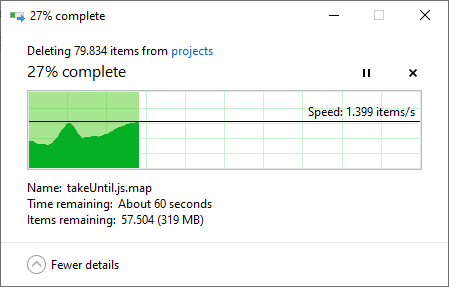 27% complete
Deleting 79.834 items from projects
27% complete
Speed: 1.399 items/s
Name: takeUntil.js.map
Time remaining: About 60 seconds
Items remaining: 57.504 (319 MB)
Fewer details